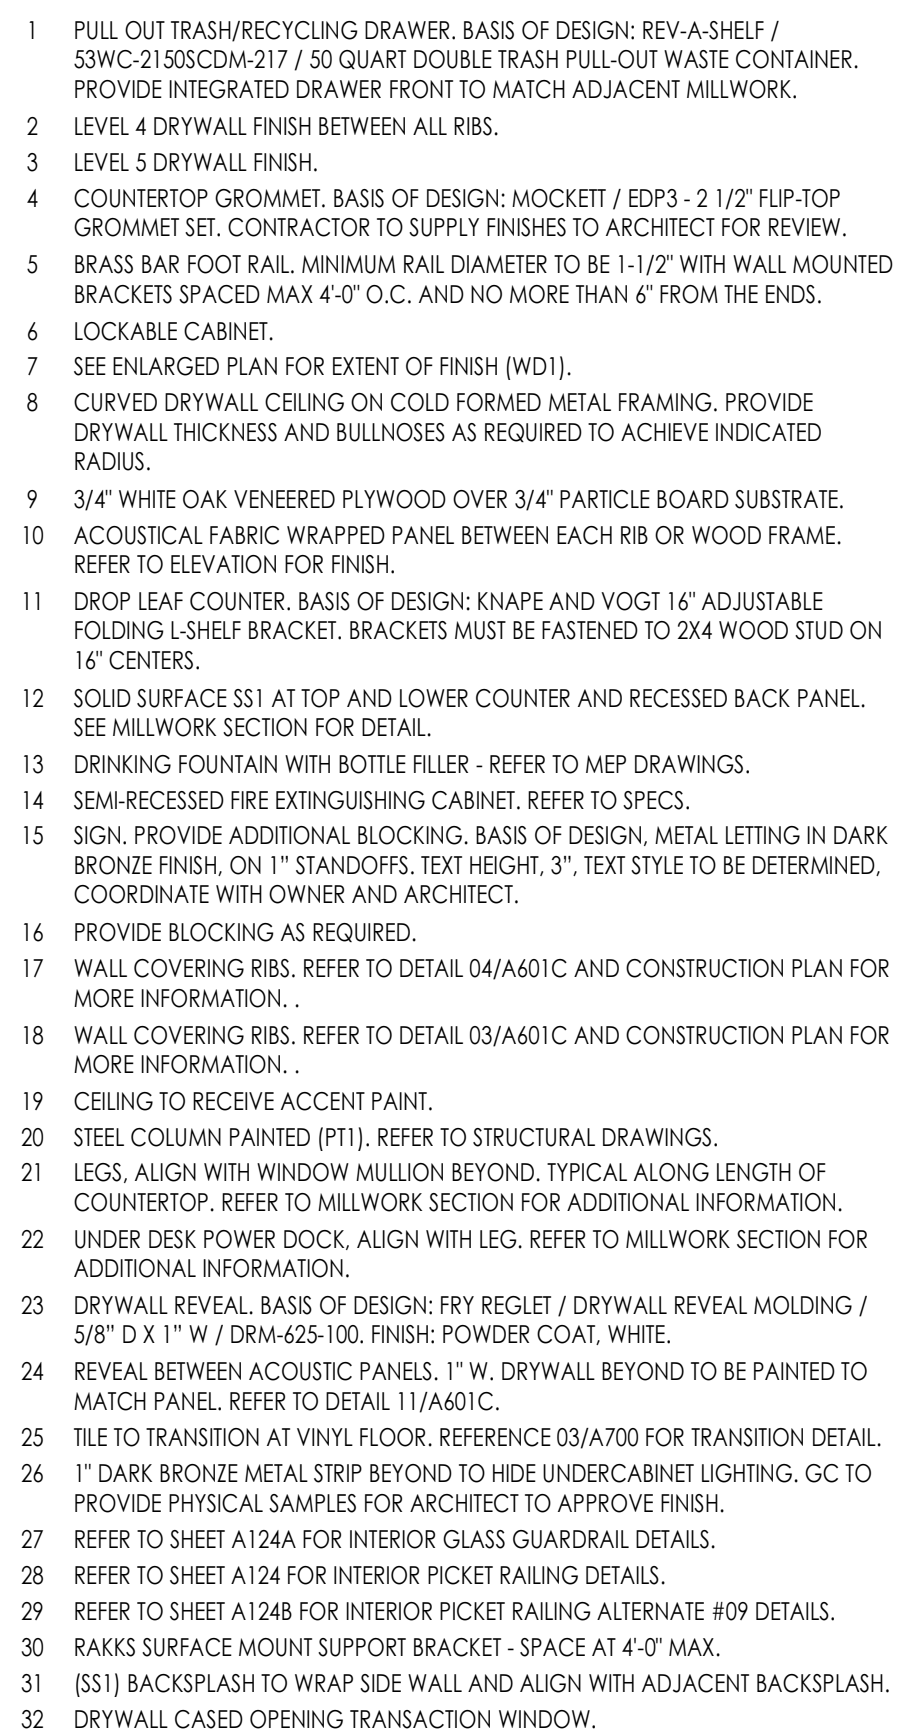 1 PULL OUT TRASH/RECYCLING DRAWER. BASIS OF DESIGN: REV-A-SHELF /
53WC-2150SCDM-217 / 50 QUART DOUBLE TRASH PULL-OUT WASTE CONTAINER.
PROVIDE INTEGRATED DRAWER FRONT TO MATCH ADJACENT MILLWORK.
2 LEVEL 4 DRYWALL FINISH BETWEEN ALL RIBS.
3 LEVEL 5 DRYWALL FINISH.
4 COUNTERTOP GROMMET. BASIS OF DESIGN: MOCKETT / EDP3 - 2 1/2" FLIP-TOP
GROMMET SET. CONTRACTOR TO SUPPLY FINISHES TO ARCHITECT FOR REVIEW.
5 BRASS BAR FOOT RAIL. MINIMUM RAIL DIAMETER TO BE 1-1/2" WITH WALL MOUNTED
BRACKETS SPACED MAX 4'-0" O.C. AND NO MORE THAN 6" FROM THE ENDS.
6 LOCKABLE CABINET.
7 SEE ENLARGED PLAN FOR EXTENT OF FINISH (WD1).
8 CURVED DRYWALL CEILING ON COLD FORMED METAL FRAMING. PROVIDE
DRYWALL THICKNESS AND BULLNOSES AS REQUIRED TO ACHIEVE INDICATED
RADIUS.
9 3/4" WHITE OAK VENEERED PLYWOOD OVER 3/4" PARTICLE BOARD SUBSTRATE.
10 ACOUSTICAL FABRIC WRAPPED PANEL BETWEEN EACH RIB OR WOOD FRAME.
REFER TO ELEVATION FOR FINISH.
11 DROP LEAF COUNTER. BASIS OF DESIGN: KNAPE AND VOGT 16" ADJUSTABLE
FOLDING L-SHELF BRACKET. BRACKETS MUST BE FASTENED TO 2X4 WOOD STUD ON
16" CENTERS.
12 SOLID SURFACE SS1 AT TOP AND LOWER COUNTER AND RECESSED BACK PANEL.
SEE MILLWORK SECTION FOR DETAIL.
13 DRINKING FOUNTAIN WITH BOTTLE FILLER - REFER TO MEP DRAWINGS.
14 SEMI-RECESSED FIRE EXTINGUISHING CABINET. REFER TO SPECS.
15 SIGN. PROVIDE ADDITIONAL BLOCKING. BASIS OF DESIGN, METAL LETTING IN DARK
BRONZE FINISH, ON 1" STANDOFFS. TEXT HEIGHT, 3", TEXT STYLE TO BE DETERMINED,
COORDINATE WITH OWNER AND ARCHITECT.
16 PROVIDE BLOCKING AS REQUIRED.
17 WALL COVERING RIBS. REFER TO DETAIL 04/A601C AND CONSTRUCTION PLAN FOR
MORE INFORMATION. .
18 WALL COVERING RIBS. REFER TO DETAIL 03/A601C AND CONSTRUCTION PLAN FOR
MORE INFORMATION. .
19 CEILING TO RECEIVE ACCENT PAINT.
20 STEEL COLUMN PAINTED (PT1). REFER TO STRUCTURAL DRAWINGS.
21 LEGS, ALIGN WITH WINDOW MULLION BEYOND. TYPICAL ALONG LENGTH OF
COUNTERTOP. REFER TO MILLWORK SECTION FOR ADDITIONAL INFORMATION.
22 UNDER DESK POWER DOCK, ALIGN WITH LEG. REFER TO MILLWORK SECTION FOR
ADDITIONAL INFORMATION.
23 DRYWALL REVEAL. BASIS OF DESIGN: FRY REGLET / DRYWALL REVEAL MOLDING /
5/8" D X 1" W / DRM-625-100. FINISH: POWDER COAT, WHITE.
24 REVEAL BETWEEN ACOUSTIC PANELS. 1" W. DRYWALL BEYOND TO BE PAINTED TO
MATCH PANEL. REFER TO DETAIL 11/A601C.
25 TILE TO TRANSITION AT VINYL FLOOR. REFERENCE 03/A700 FOR TRANSITION DETAIL.
26 1" DARK BRONZE METAL STRIP BEYOND TO HIDE UNDERCABINET LIGHTING. GC TO
PROVIDE PHYSICAL SAMPLES FOR ARCHITECT TO APPROVE FINISH.
27 REFER TO SHEET A124A FOR INTERIOR GLASS GUARDRAIL DETAILS.
28 REFER TO SHEET A124 FOR INTERIOR PICKET RAILING DETAILS.
29 REFER TO SHEET A124B FOR INTERIOR PICKET RAILING ALTERNATE #09 DETAILS.
30 RAKKS SURFACE MOUNT SUPPORT BRACKET - SPACE AT 4'-0" MAX.
31 (SS1) BACKSPLASH TO WRAP SIDE WALL AND ALIGN WITH ADJACENT BACKSPLASH.
32 DRYWALL CASED OPENING TRANSACTION WINDOW.